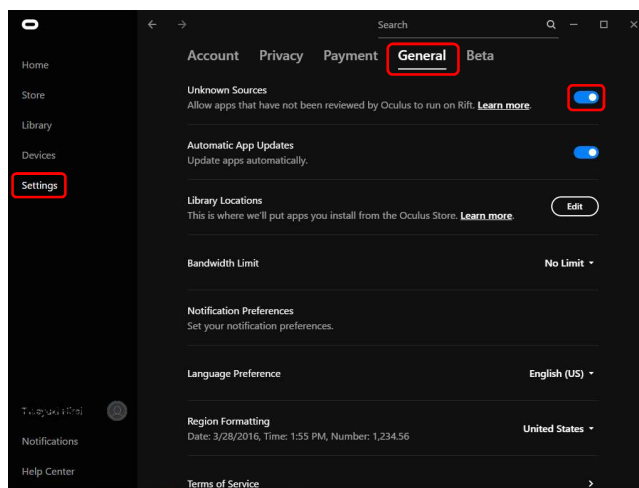 Search
Home
Store
Library
Devices
Settings
Account Privacy Payment General Beta
Unknown Sources
Allow apps that have not been reviewed by Oculus to run on Rift. Learn more.
Automatic App Updates
Update apps automatically.
Library Locations
This is where we'll put apps you install from the Oculus Store. Learn more.
Edit
Bandwidth Limit
No Limit
Notification Preferences
Set your notification preferences.
Language Preference
English (US)
Region Formatting
Date: 3/28/2016, Time: 1:55 PM, Number: 1,234.56
United States
Terms of Service
Notifications
Help Center